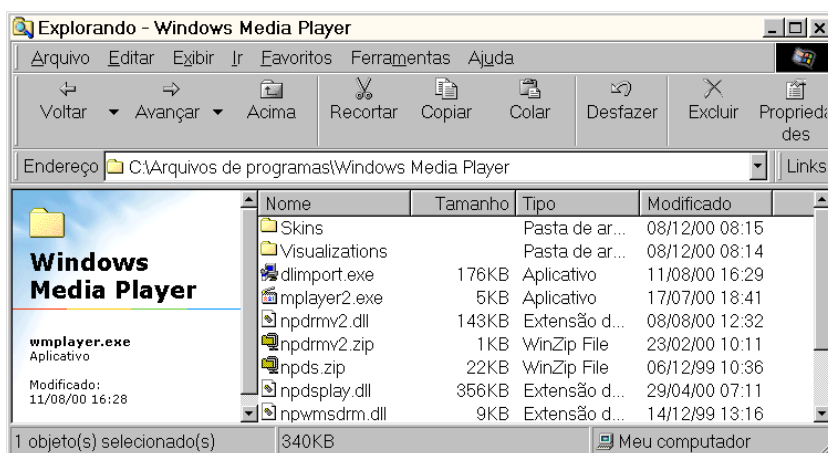 Explorando - Windows Media Player
Arquivo Editar Exibir Ir Favoritos Ferramentas Ajuda
Voltar Avançar Acima Recortar Copiar Colar Desfazer Excluir Proprieda
des
Endereço C:\Arquivos de programas\Windows Media Player Links
Windows
Media Player
wmplayer.exe
Aplicativo
Modificado:
11/08/00 16:28
Nome Tamanho Tipo Modificado
Skins Pasta de ar... 08/12/00 08:15
Visualizations Pasta de ar... 08/12/00 08:14
dlimport.exe 176KB Aplicativo 11/08/00 16:29
mplayer2.exe 5KB Aplicativo 17/07/00 18:41
npdrmv2.dll 143KB Extensão d... 08/08/00 12:32
npdrmv2.zip 1KB WinZip File 23/02/00 10:11
npds.zip 22KB WinZip File 06/12/99 10:36
npdsplay.dll 356KB Extensão d... 29/04/00 07:11
npwmsdrm.dll 9KB Extensão d... 14/12/99 13:16
1 objeto(s) selecionado(s) 340KB Meu computador